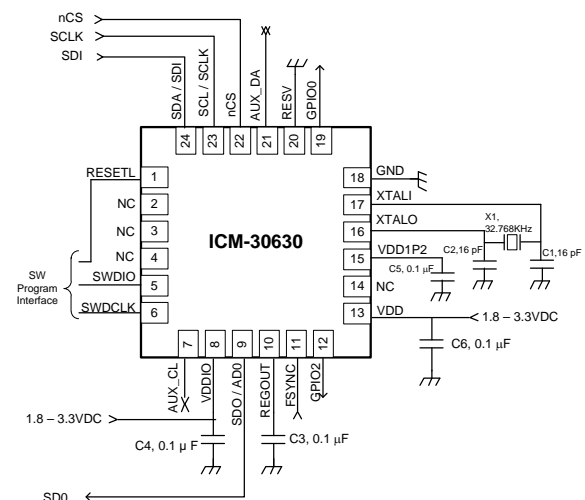 nCS
SCLK
SDI
SDA / SDI
SCL / SCLK
nCS
AUX_DA
RESV
GPIO0
24
23
22
21
20
19
RESETL
1
NC
2
NC
3
NC
4
SWDIO
5
SWDCLK
6
SW
Program
Interface
ICM-30630
18
GND
17
XTALI
16
XTALO
15
VDD1P2
14
NC
13
VDD
X1,
32.768KHz
C2,16 pF
C1,16 pF
C5, 0.1 µF
1.8 – 3.3VDC
C6, 0.1 µF
7
8
9
10
11
12
AUX_CL
VDDIO
SDO / AD0
REGOUT
FSYNC
GPIO2
1.8 – 3.3VDC
C4, 0.1 µ F
C3, 0.1 µF
SD0